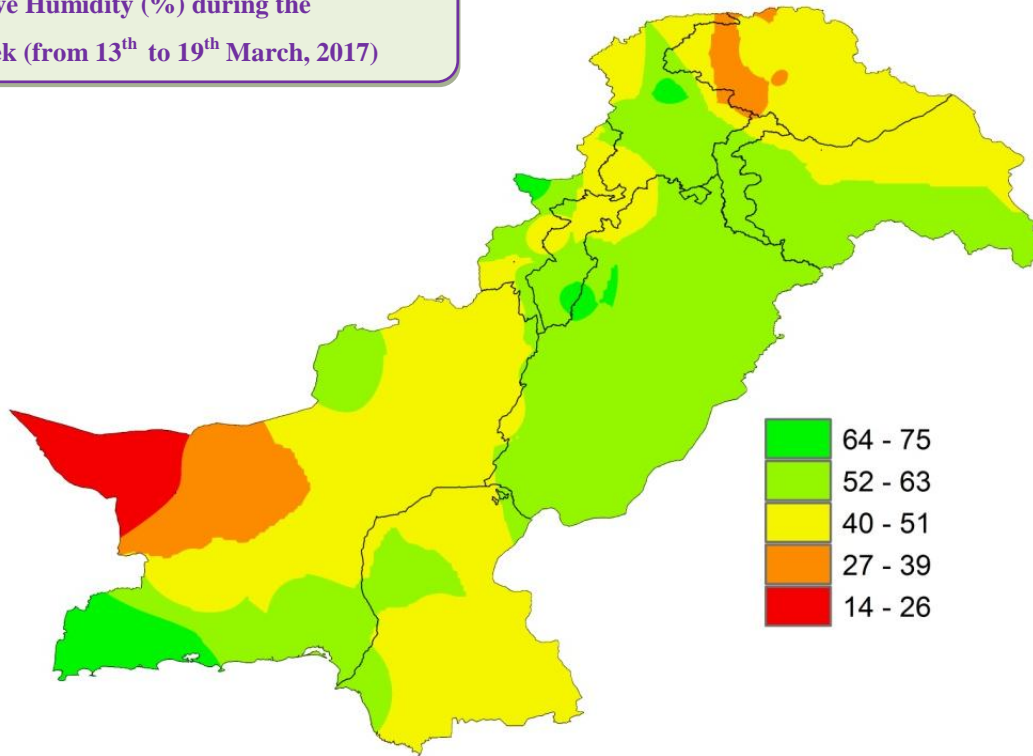 Humidity (%) during the
(from 13th to 19th March, 2017)
64 - 75
52 - 63
40 - 51
27 - 39
14 - 26